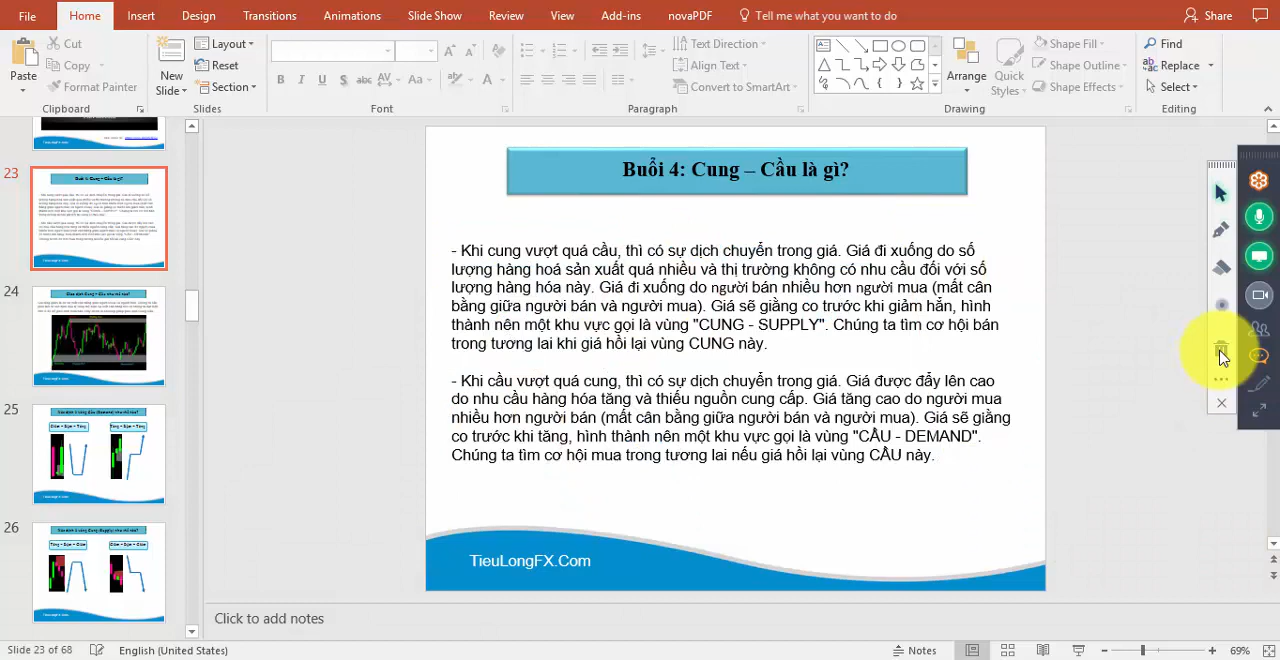 File Home Insert Design Transitions Animations Slide Show Review View Add-ins novaPDF Tell me what you want to do Share
Paste Cut Copy Format Painter
New Slide Layout Reset Section
Text Direction Align Text Convert to SmartArt
Arrange Quick Styles Shape Fill Shape Outline Shape Effects
Find Replace Select
Clipboard Slides Font Paragraph Drawing Editing
23
24
25
26
Buổi 4: Cung – Cầu là gì?
- Khi cung vượt quá cầu, thì có sự dịch chuyển trong giá. Giá đi xuống do số
lượng hàng hoá sản xuất quá nhiều và thị trường không có nhu cầu đối với số
lượng hàng hóa này. Giá đi xuống do người bán nhiều hơn người mua (mất cân
bằng giữa người bán và người mua). Giá sẽ giằng co trước khi giảm hẳn, hình
thành nên một khu vực gọi là vùng "CUNG - SUPPLY". Chúng ta tìm cơ hội bán
trong tương lai khi giá hồi lại vùng CUNG này.
- Khi cầu vượt quá cung, thì có sự dịch chuyển trong giá. Giá được đẩy lên cao
do nhu cầu hàng hóa tăng và thiếu nguồn cung cấp. Giá tăng cao do người mua
nhiều hơn người bán (mất cân bằng giữa người bán và người mua). Giá sẽ giằng
co trước khi tăng, hình thành nên một khu vực gọi là vùng "CẦU - DEMAND".
Chúng ta tìm cơ hội mua trong tương lai nếu giá hồi lại vùng CẦU này.
TieuLongFX.Com
Click to add notes
Slide 23 of 68 English (United States) Notes 69%